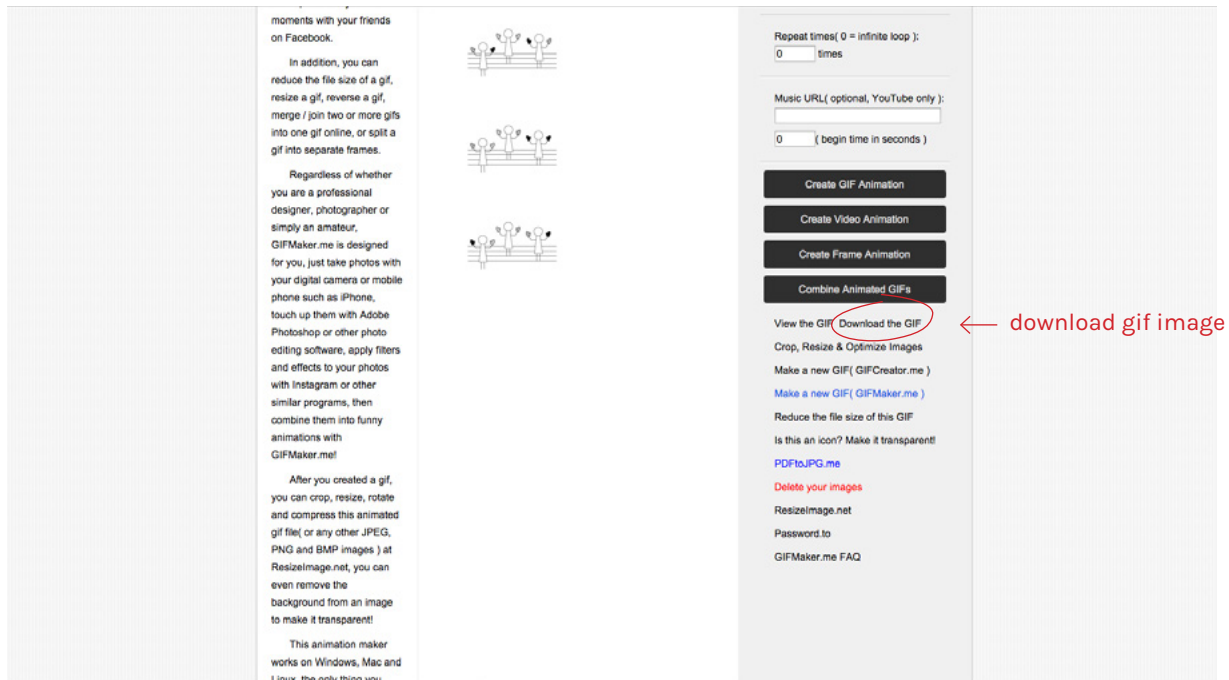 moments with your friends
on Facebook.
In addition, you can
reduce the file size of a gif,
resize a gif, reverse a gif,
merge / join two or more gifs
into one gif online, or split a
gif into separate frames.
Regardless of whether
you are a professional
designer, photographer or
simply an amateur,
GIFMaker.me is designed
for you, just take photos with
your digital camera or mobile
phone such as iPhone,
touch up them with Adobe
Photoshop or other photo
editing software, apply filters
and effects to your photos
with Instagram or other
similar programs, then
combine them into funny
animations with
GIFMaker.me!
After you created a gif,
you can crop, resize, rotate
and compress this animated
gif file( or any other JPEG,
PNG and BMP images ) at
ResizeImage.net, you can
even remove the
background from an image
to make it transparent!
This animation maker
works on Windows, Mac and
Linux, the only thing you
Repeat times( 0 = infinite loop ):
0 times
Music URL( optional, YouTube only ):
0 ( begin time in seconds )
Create GIF Animation
Create Video Animation
Create Frame Animation
Combine Animated GIFs
View the GIF Download the GIF
download gif image
Crop, Resize & Optimize Images
Make a new GIF( GIFCreator.me )
Make a new GIF( GIFMaker.me )
Reduce the file size of this GIF
Is this an icon? Make it transparent!
PDFtoJPG.me
Delete your images
ResizeImage.net
Password.to
GIFMaker.me FAQ